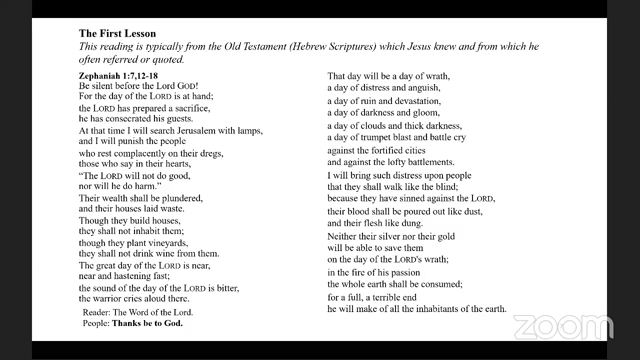 The First Lesson
This reading is typically from the Old Testament (Hebrew Scriptures) which Jesus knew and from which he
often referred or quoted.
Zephaniah 1:7,12-18
Be silent before the Lord GOD!
For the day of the LORD is at hand;
the LORD has prepared a sacrifice,
he has consecrated his guests.
At that time I will search Jerusalem with lamps,
and I will punish the people
who rest complacently on their dregs,
those who say in their hearts,
“The LORD will not do good,
nor will he do harm.”
Their wealth shall be plundered,
and their houses laid waste.
Though they build houses,
they shall not inhabit them;
though they plant vineyards,
they shall not drink wine from them.
The great day of the LORD is near,
near and hastening fast;
the sound of the day of the LORD is bitter,
the warrior cries aloud there.
Reader: The Word of the Lord.
People: Thanks be to God.
That day will be a day of wrath,
a day of distress and anguish,
a day of ruin and devastation,
a day of darkness and gloom,
a day of clouds and thick darkness,
a day of trumpet blast and battle cry
against the fortified cities
and against the lofty battlements.
I will bring such distress upon people
that they shall walk like the blind;
because they have sinned against the LORD,
their blood shall be poured out like dust,
and their flesh like dung.
Neither their silver nor their gold
will be able to save them
on the day of the LORD's wrath;
in the fire of his passion
the whole earth shall be consumed;
for a full, a terrible end
he will make of all the inhabitants of the earth.
zoom